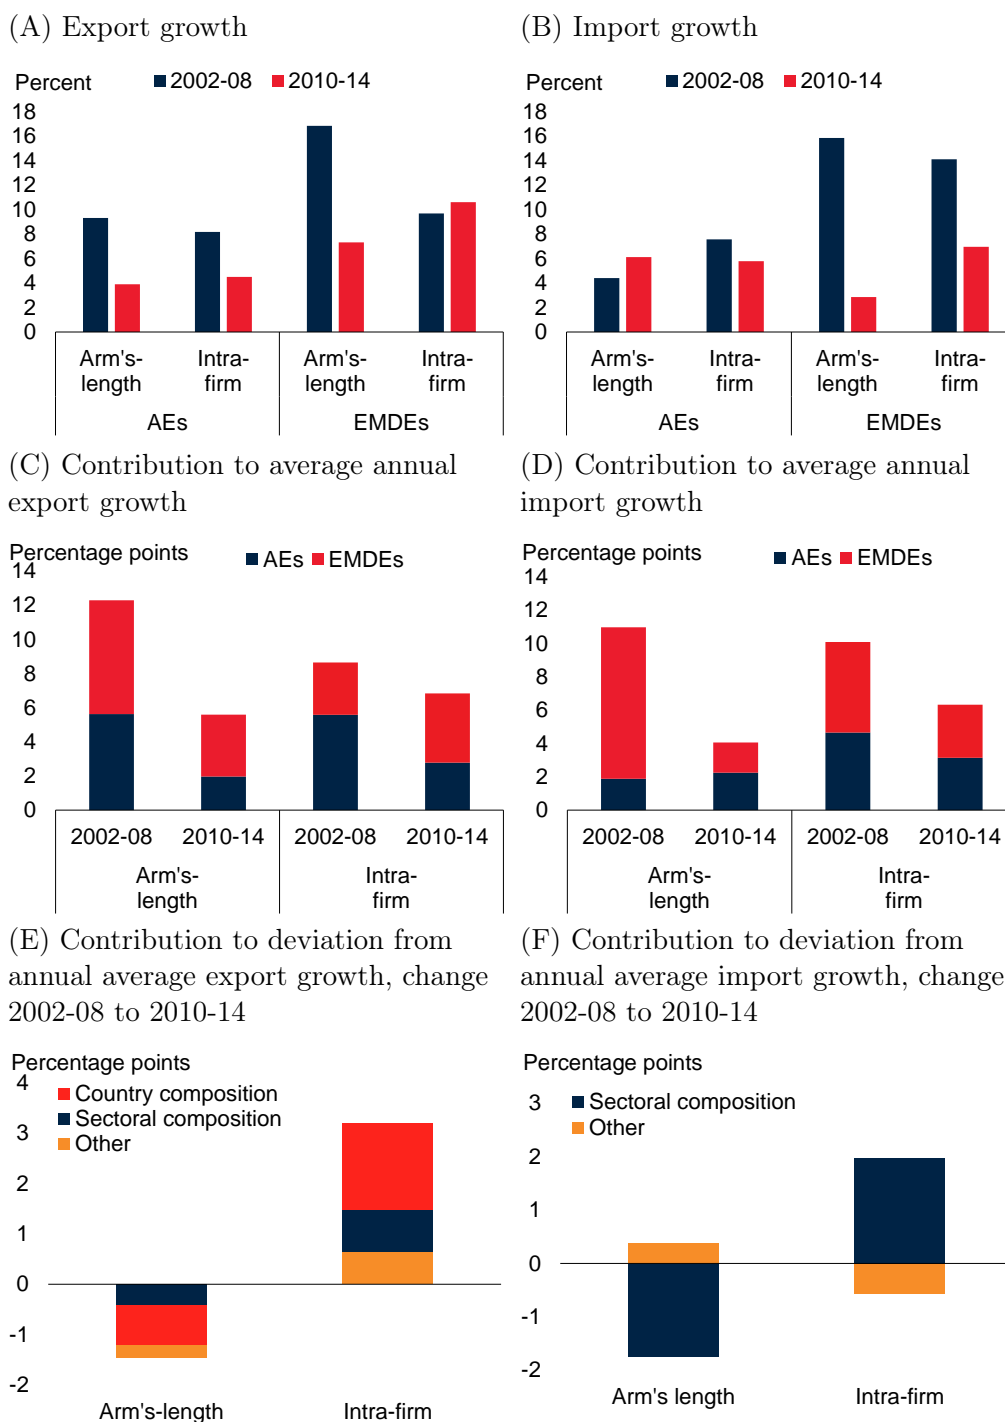 (A) Export growth
Percent
2002-08
2010-14
18
16
14
12
10
8
6
4
2
0
Arm's-
length
Intra-
firm
Arm's-
length
Intra-
firm
AEs
EMDEs
(B) Import growth
Percent
2002-08
2010-14
18
16
14
12
10
8
6
4
2
0
Arm's-
length
Intra-
firm
Arm's-
length
Intra-
firm
AEs
EMDEs
(C) Contribution to average annual
export growth
Percentage points
AEs
EMDEs
14
12
10
8
6
4
2
0
2002-08
2010-14
2002-08
2010-14
Arm's-
length
Intra-
firm
(D) Contribution to average annual
import growth
Percentage points
AEs
EMDEs
14
12
10
8
6
4
2
0
2002-08
2010-14
2002-08
2010-14
Arm's-
length
Intra-
firm
(E) Contribution to deviation from
annual average export growth, change
2002-08 to 2010-14
Percentage points
Country composition
Sectoral composition
Other
4
3
2
1
0
-1
-2
Arm's-length
Intra-firm
(F) Contribution to deviation from
annual average import growth, change
2002-08 to 2010-14
Percentage points
Sectoral composition
Other
3
2
1
0
-1
-2
Arm's length
Intra-firm